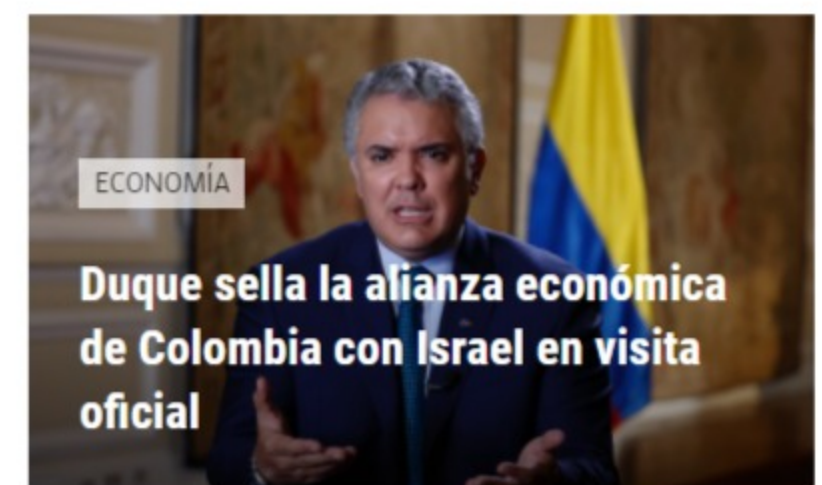 ECONOMÍA
Duque sella la alianza económica
de Colombia con Israel en visita
oficial